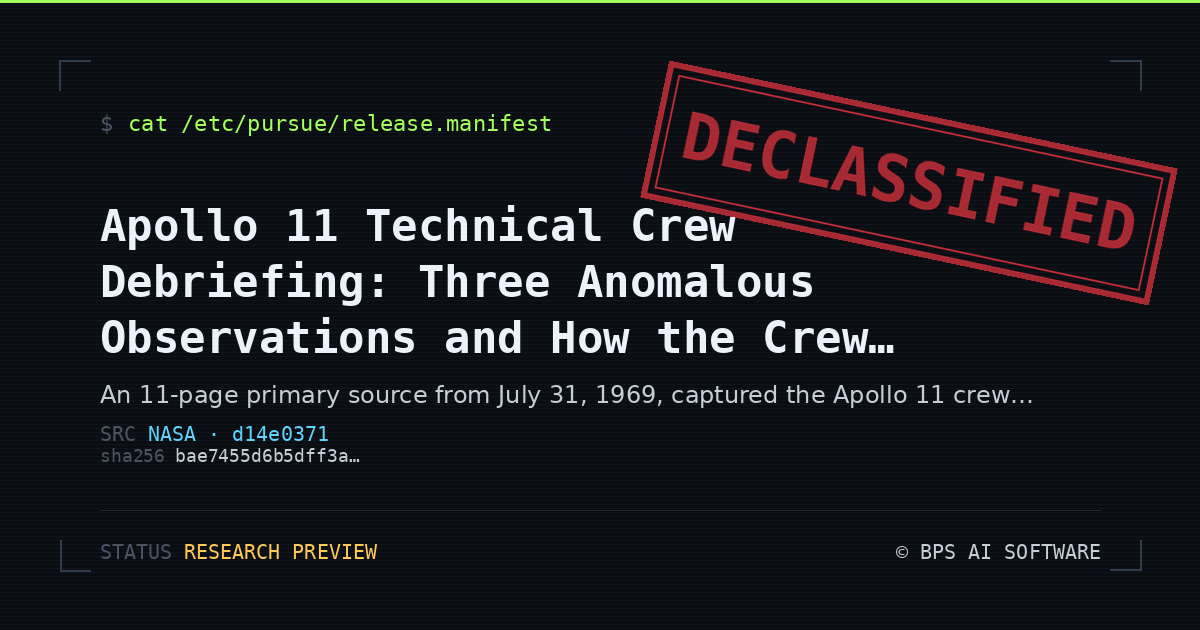 $ cat /etc/pursue/release.manifest
DECLASSIFIED
Apollo 11 Technical Crew
Debriefing: Three Anomalous
Observations and How the Crew…
An 11-page primary source from July 31, 1969, captured the Apollo 11 crew…
SRC NASA · d14e0371
sha256 bae7455d6b5dff3a…
STATUS RESEARCH PREVIEW
© BPS AI SOFTWARE